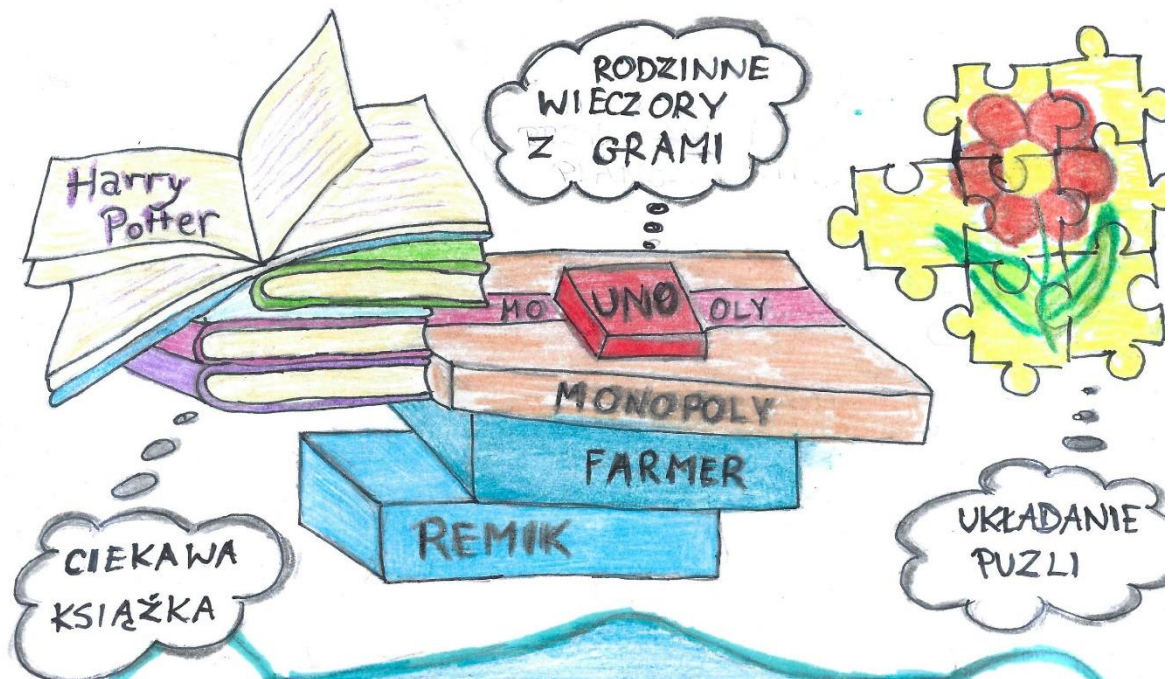 RODZINNE
WIECZORY
Z GRAMI
Harry
Potter
MO UNO OLY
MONOPOLY
FARMER
REMIK
CIEKAWA
KSIĄŻKA
UKŁADANIE
PUZLI